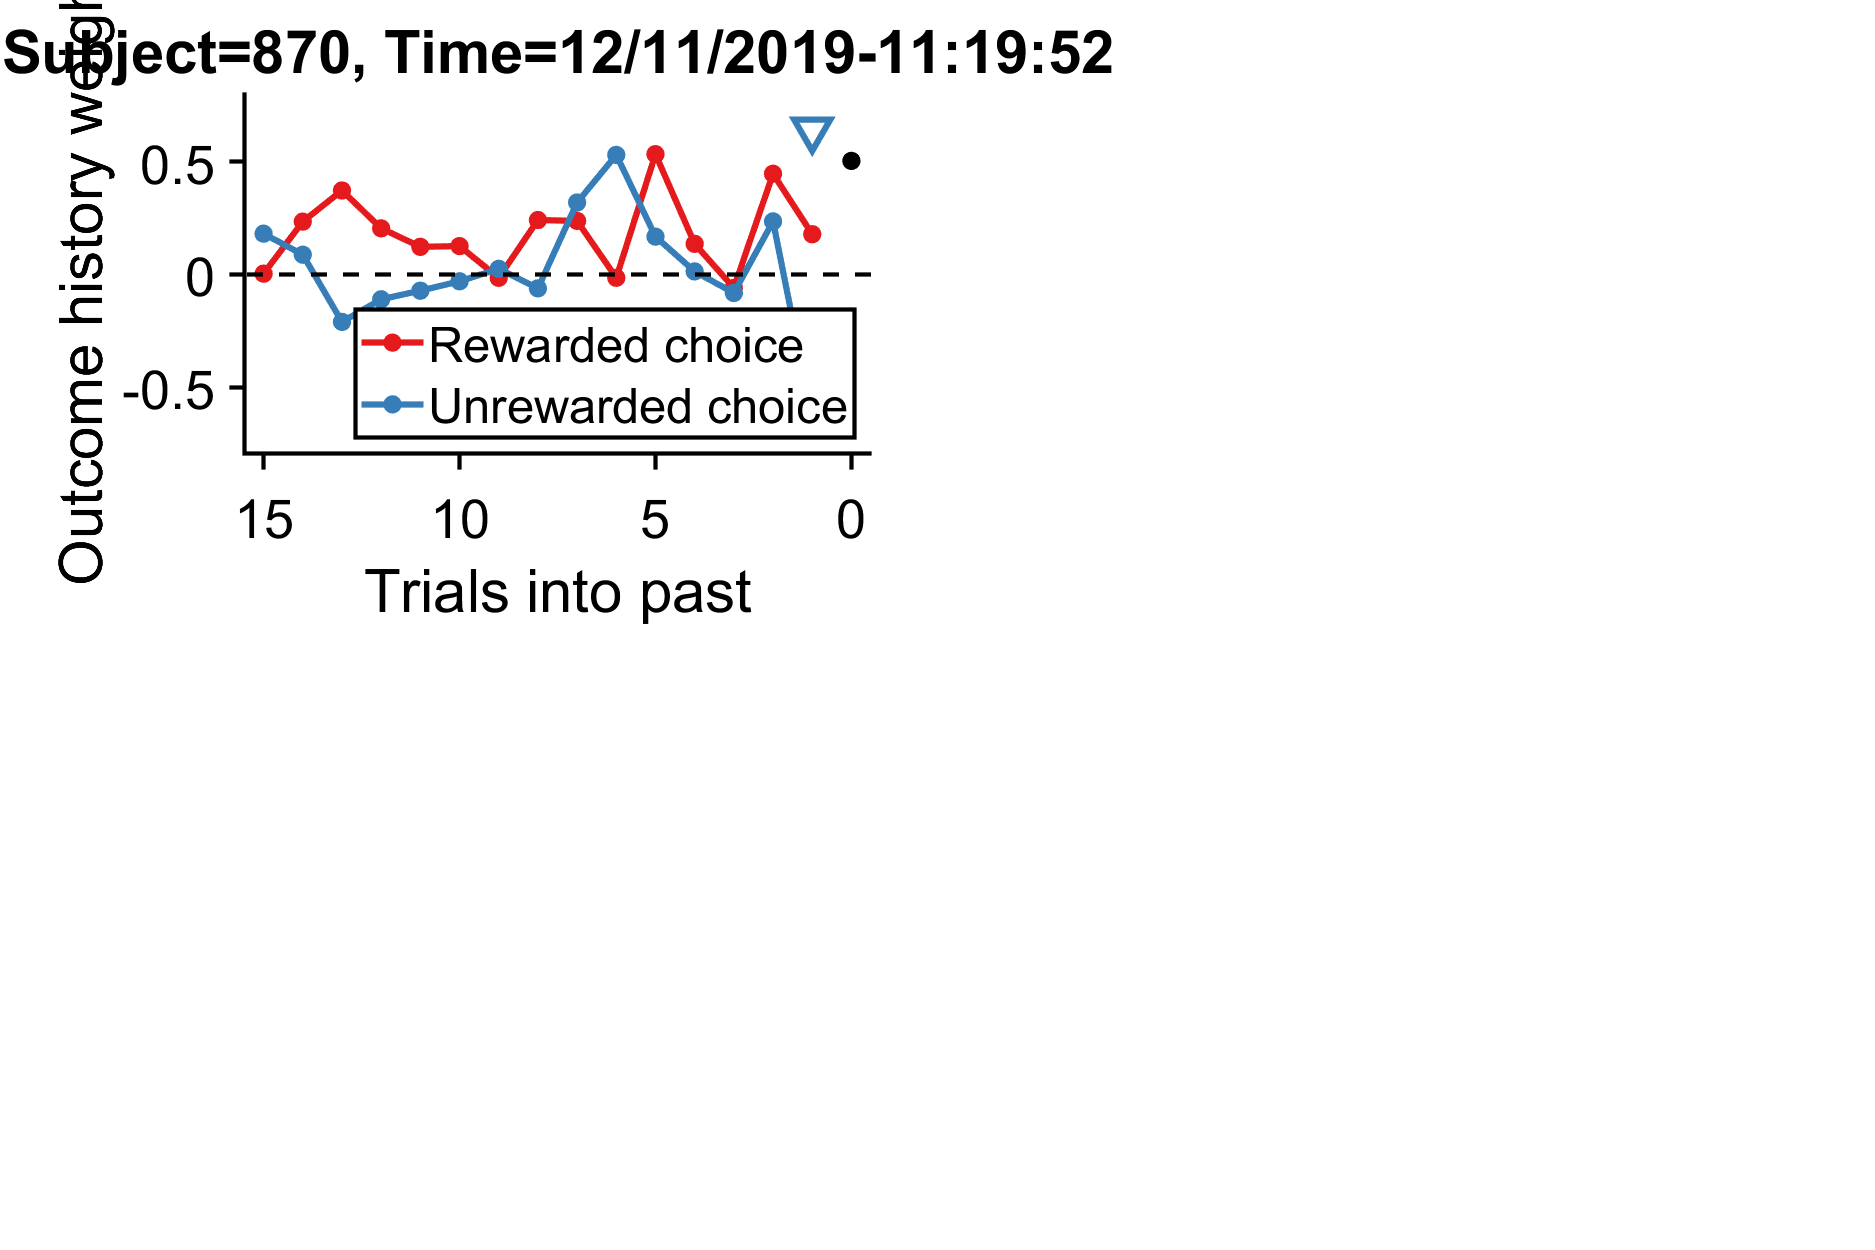 Subject=870, Time=12/11/2019-11:19:52
Outcome history
0.5
0
-0.5
Rewarded choice
Unrewarded choice
15 10 5 0
Trials into past